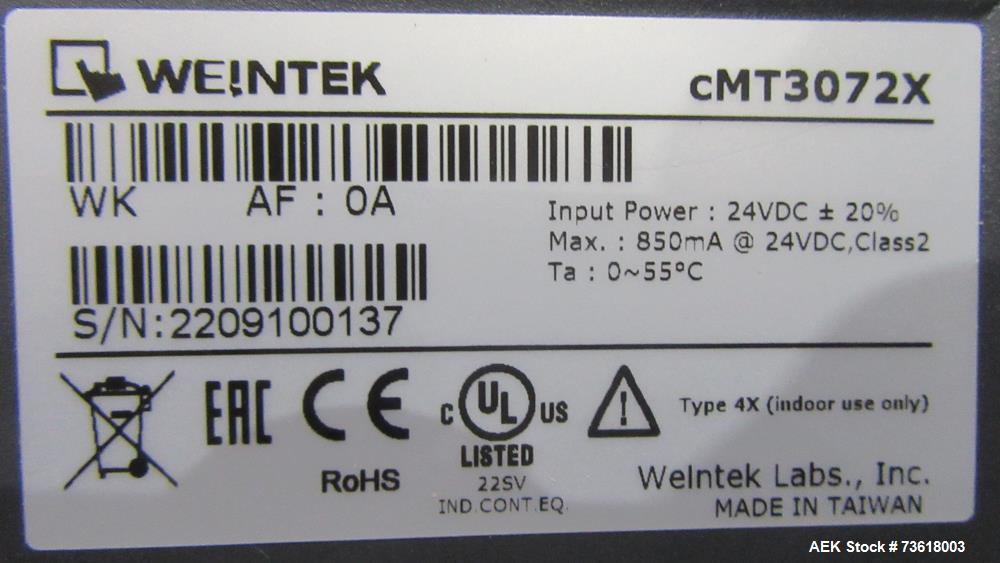 WEINTEK
cMT3072X
WK AF : 0A
Input Power : 24VDC ± 20%
Max. : 850mA @ 24VDC,Class2
Ta : 0~55°C
S/N:2209100137
EAC CE
C UL US
LISTED
22SV
IND.CONT.EQ.
RoHS
!
Type 4X (indoor use only)
Weintek Labs., Inc.
MADE IN TAIWAN
AEK Stock # 73618003